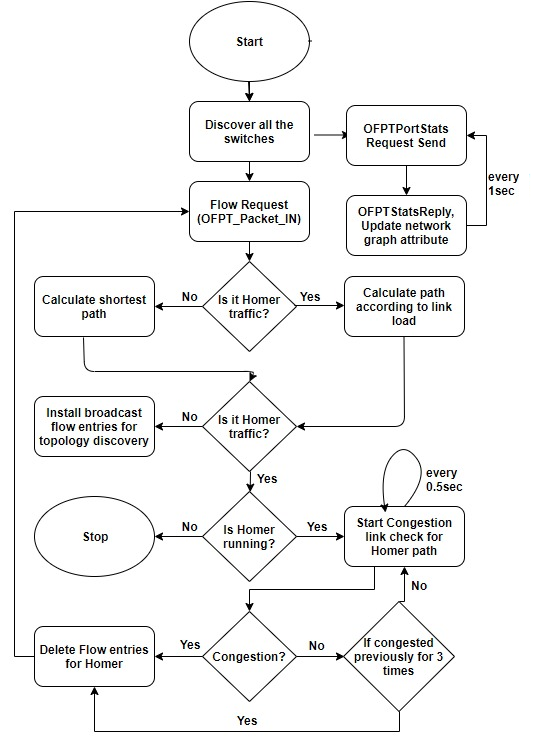 Start
Discover all the
switches
OFPTPortStats
Request Send
every
1sec
Flow Request
(OFPT_Packet_IN)
OFPTStatsReply,
Update network
graph attribute
Calculate shortest
path
No
Is it Homer
traffic?
Yes
Calculate path
according to link
load
Install broadcast
flow entries for
topology discovery
No
Is it Homer
traffic?
Yes
every
0.5sec
Stop
No
Is Homer
running?
Yes
Start Congestion
link check for
Homer path
No
Delete Flow entries
for Homer
Yes
Congestion?
No
If congested
previously for 3
times
Yes